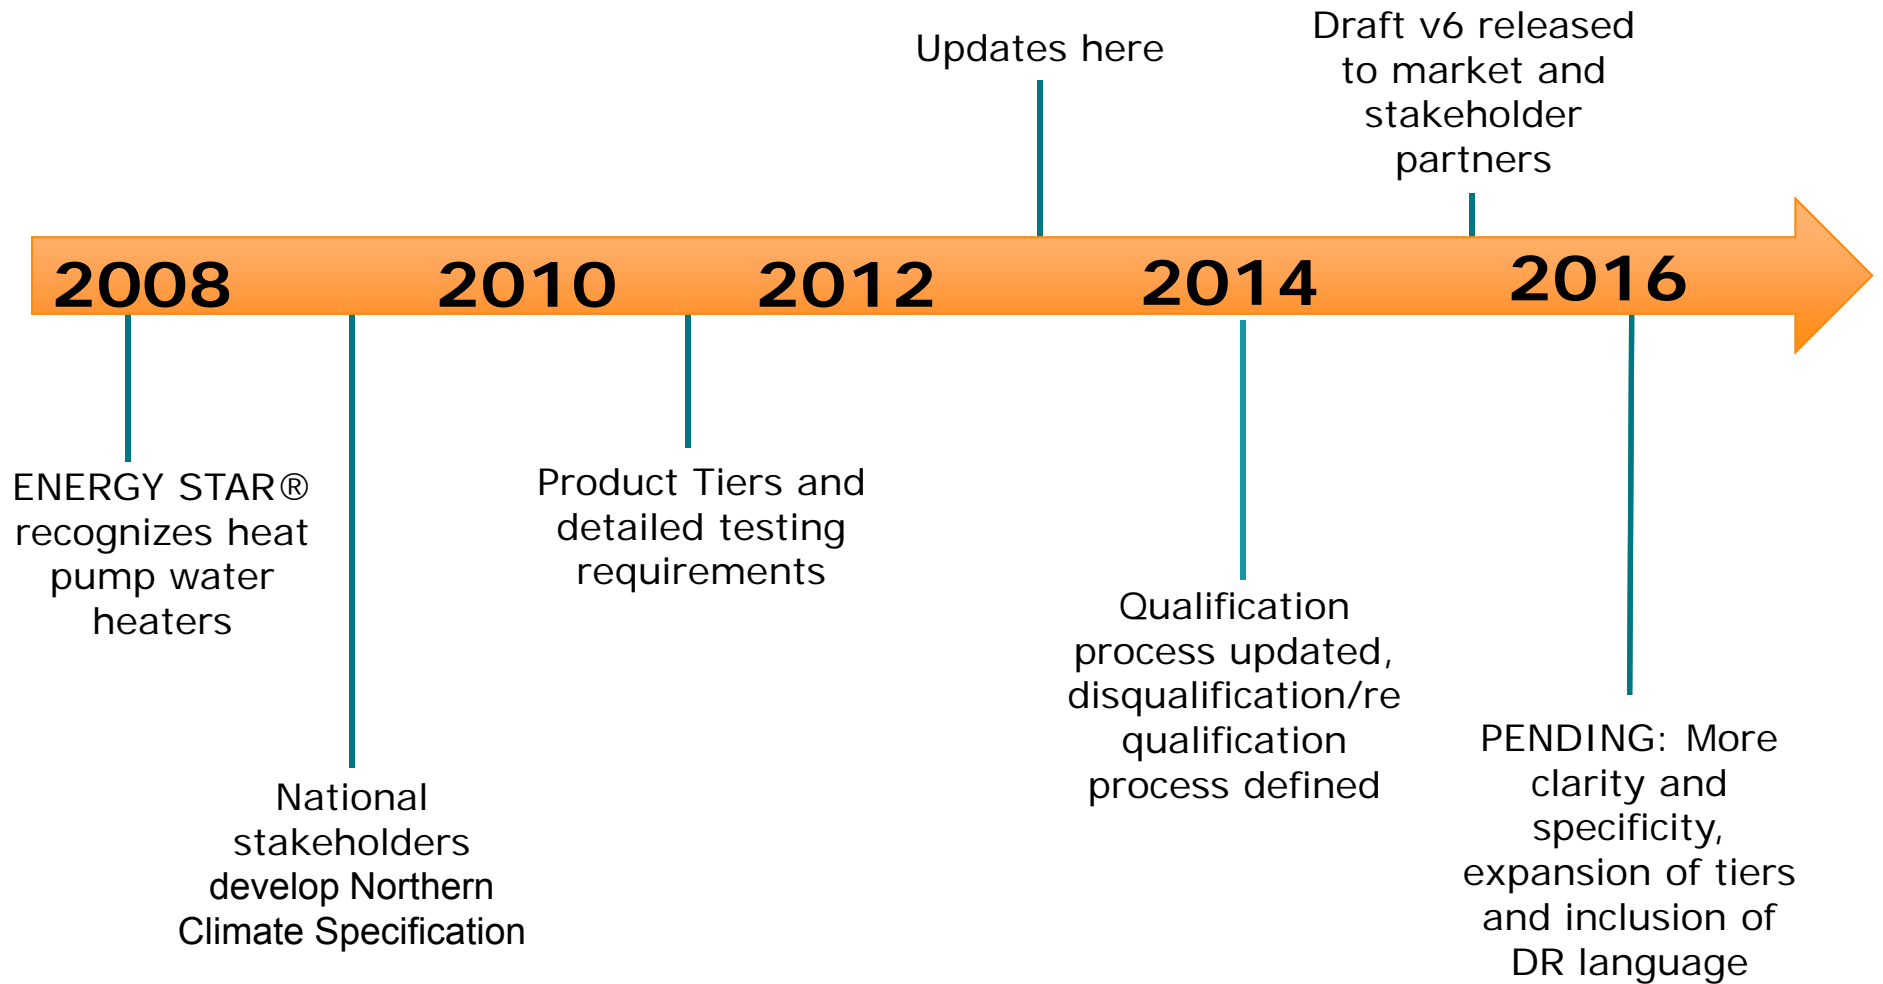 Updates here
Draft v6 released
to market and
stakeholder
partners
2008
2010
2012
2014
2016
ENERGY STAR®
recognizes heat
pump water
heaters
National
stakeholders
develop Northern
Climate Specification
Product Tiers and
detailed testing
requirements
Qualification
process updated,
disqualification/re
qualification
process defined
PENDING: More
clarity and
specificity,
expansion of tiers
and inclusion of
DR language